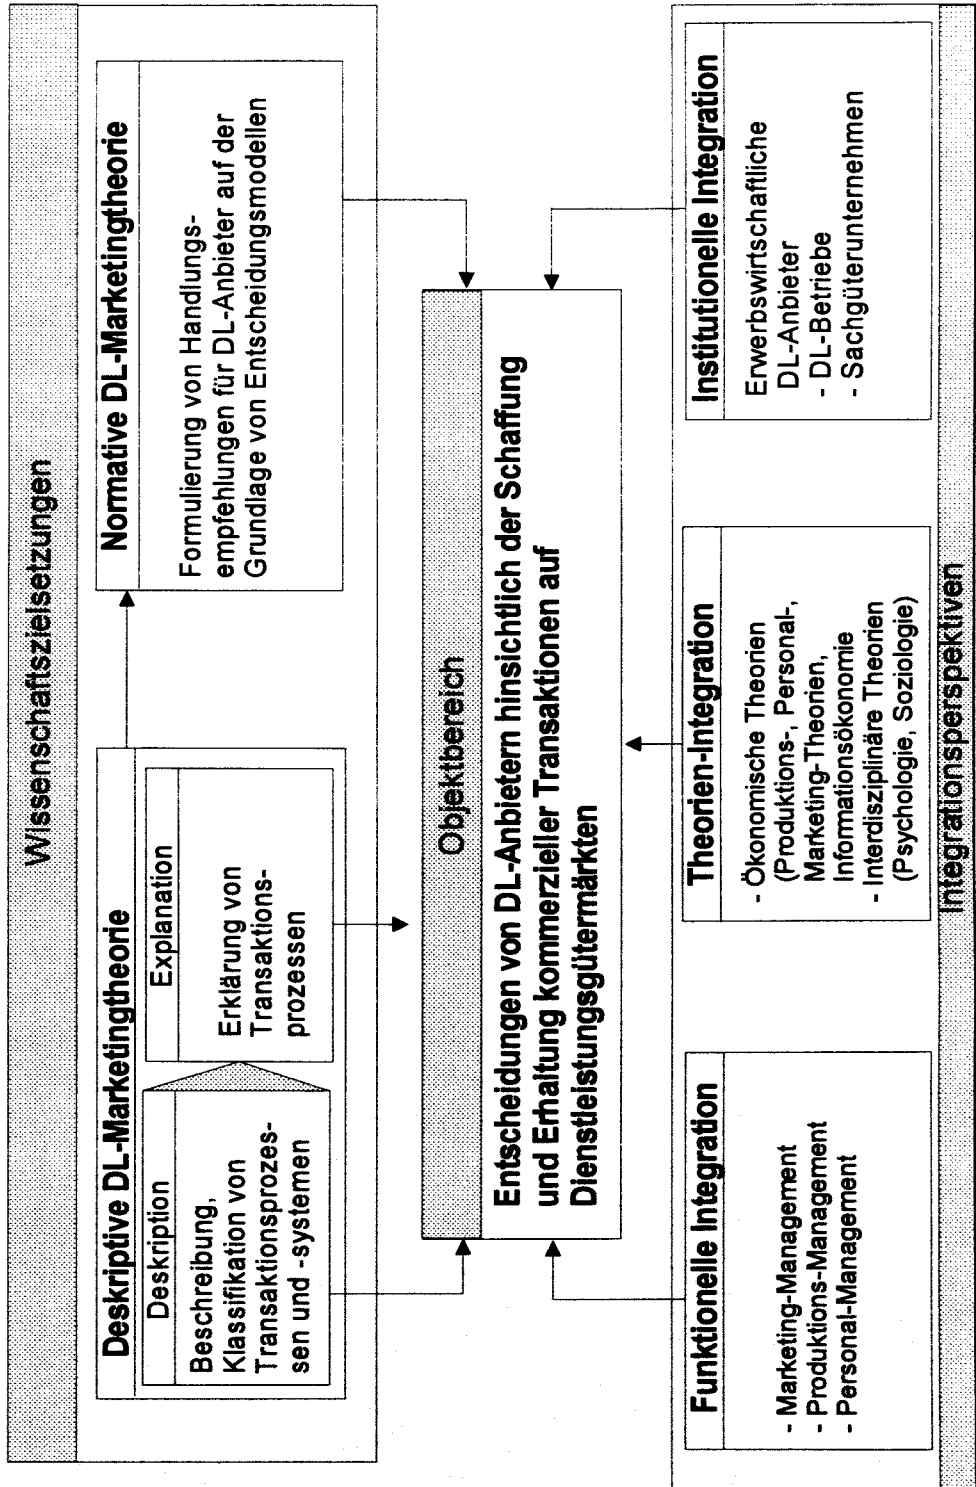 Wissenschaftszielsetzungen
Deskriptive DL-Marketingtheorie
Deskription
Beschreibung,
Klassifikation von
Transaktionsprozes-
sen und -systemen
Explanation
Erklärung von
Transaktions-
prozessen
Normative DL-Marketingtheorie
Formulierung von Handlungs-
empfehlungen für DL-Anbieter auf der
Grundlage von Entscheidungsmodellen
Objektbereich
Entscheidungen von DL-Anbietern hinsichtlich der Schaffung
und Erhaltung kommerzieller Transaktionen auf
Dienstleistungsgütermärkten
Funktionelle Integration
- Marketing-Management
- Produktions-Management
- Personal-Management
Theorien-Integration
- Ökonomische Theorien
(Produktions-, Personal-,
Marketing-Theorien,
Informationsökonomie
- Interdisziplinäre Theorien
(Psychologie, Soziologie)
Institutionelle Integration
Erwerbswirtschaftliche
DL-Anbieter
- DL-Betriebe
- Sachgüterunternehmen
Integrationsperspektiven